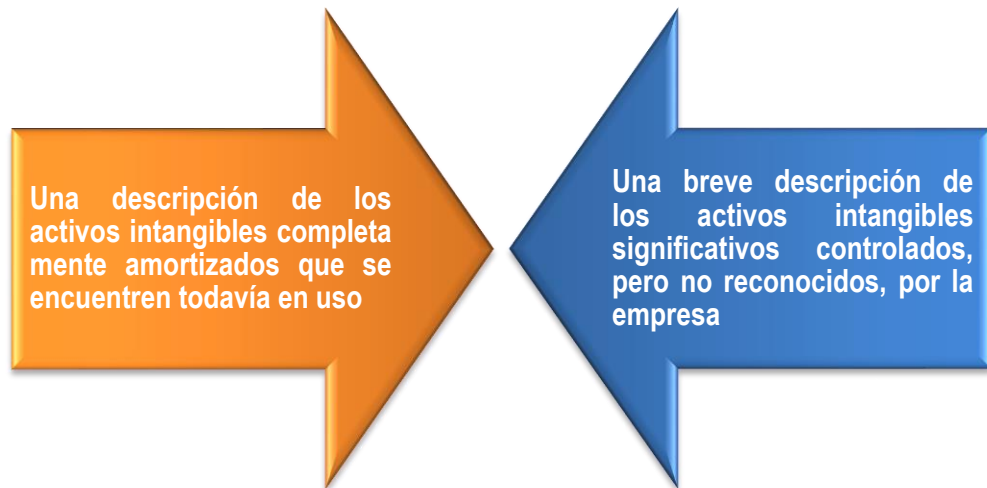 Una descripción de los
activos intangibles completa
mente amortizados que se
encuentren todavía en uso
Una breve descripción de
los activos intangibles
significativos controlados,
pero no reconocidos, por la
empresa